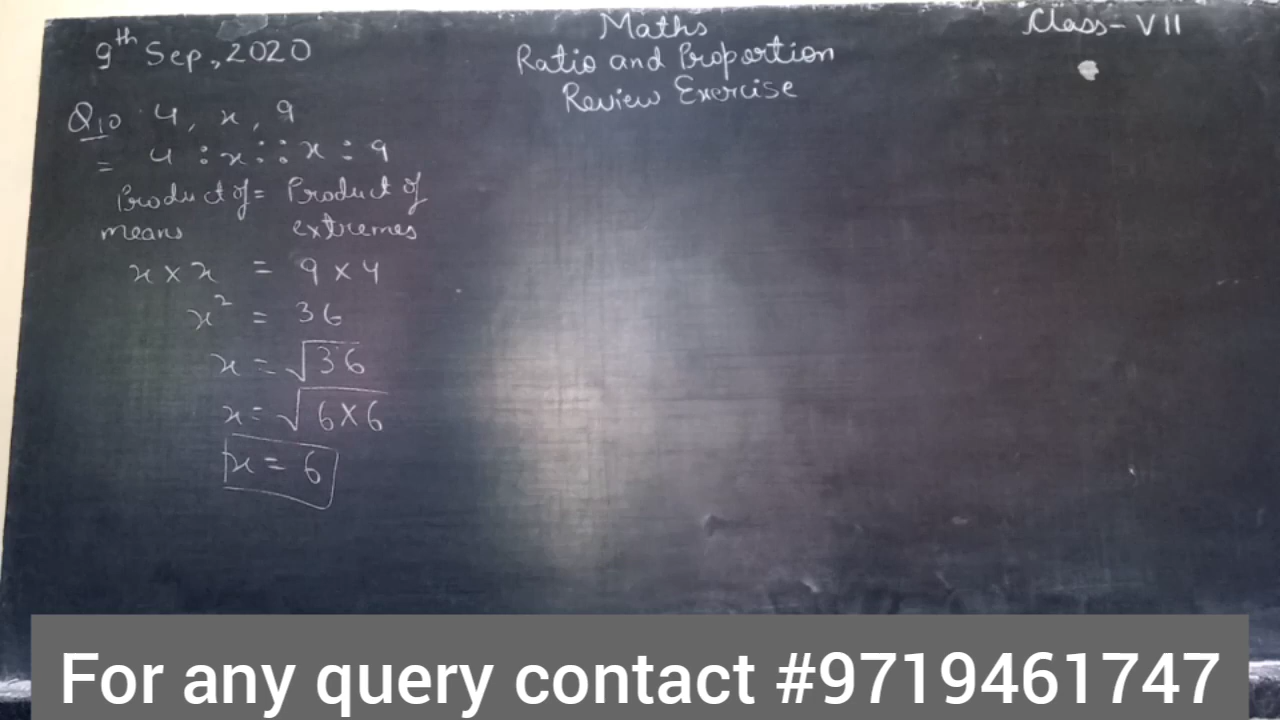 9th Sep., 2020
Maths
Class - VII
Ratio and Proportion
Review Exercise
Q10 4, x, 9
= 4 : x :: x : 9
Product of = Product of
means extremes
x × x = 9 × 4
x² = 36
x = √36
x = √6×6
x = 6
For any query contact #9719461747